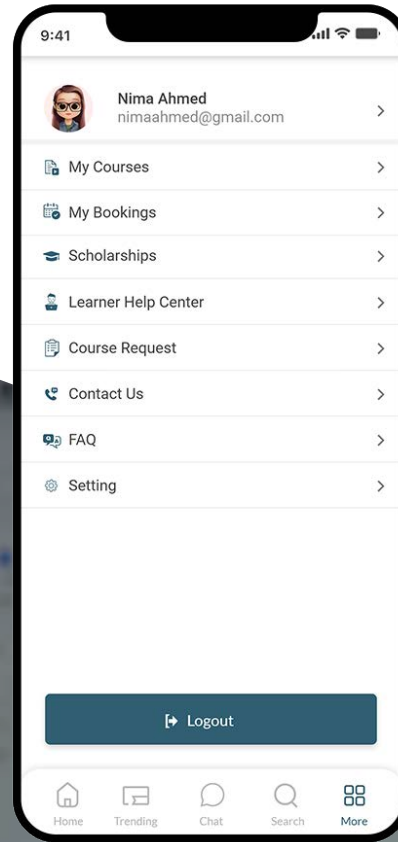 9:41
Nima Ahmed
nimaahmed@gmail.com
My Courses
My Bookings
Scholarships
Learner Help Center
Course Request
Contact Us
FAQ
Setting
Logout
Home Trending Chat Search More